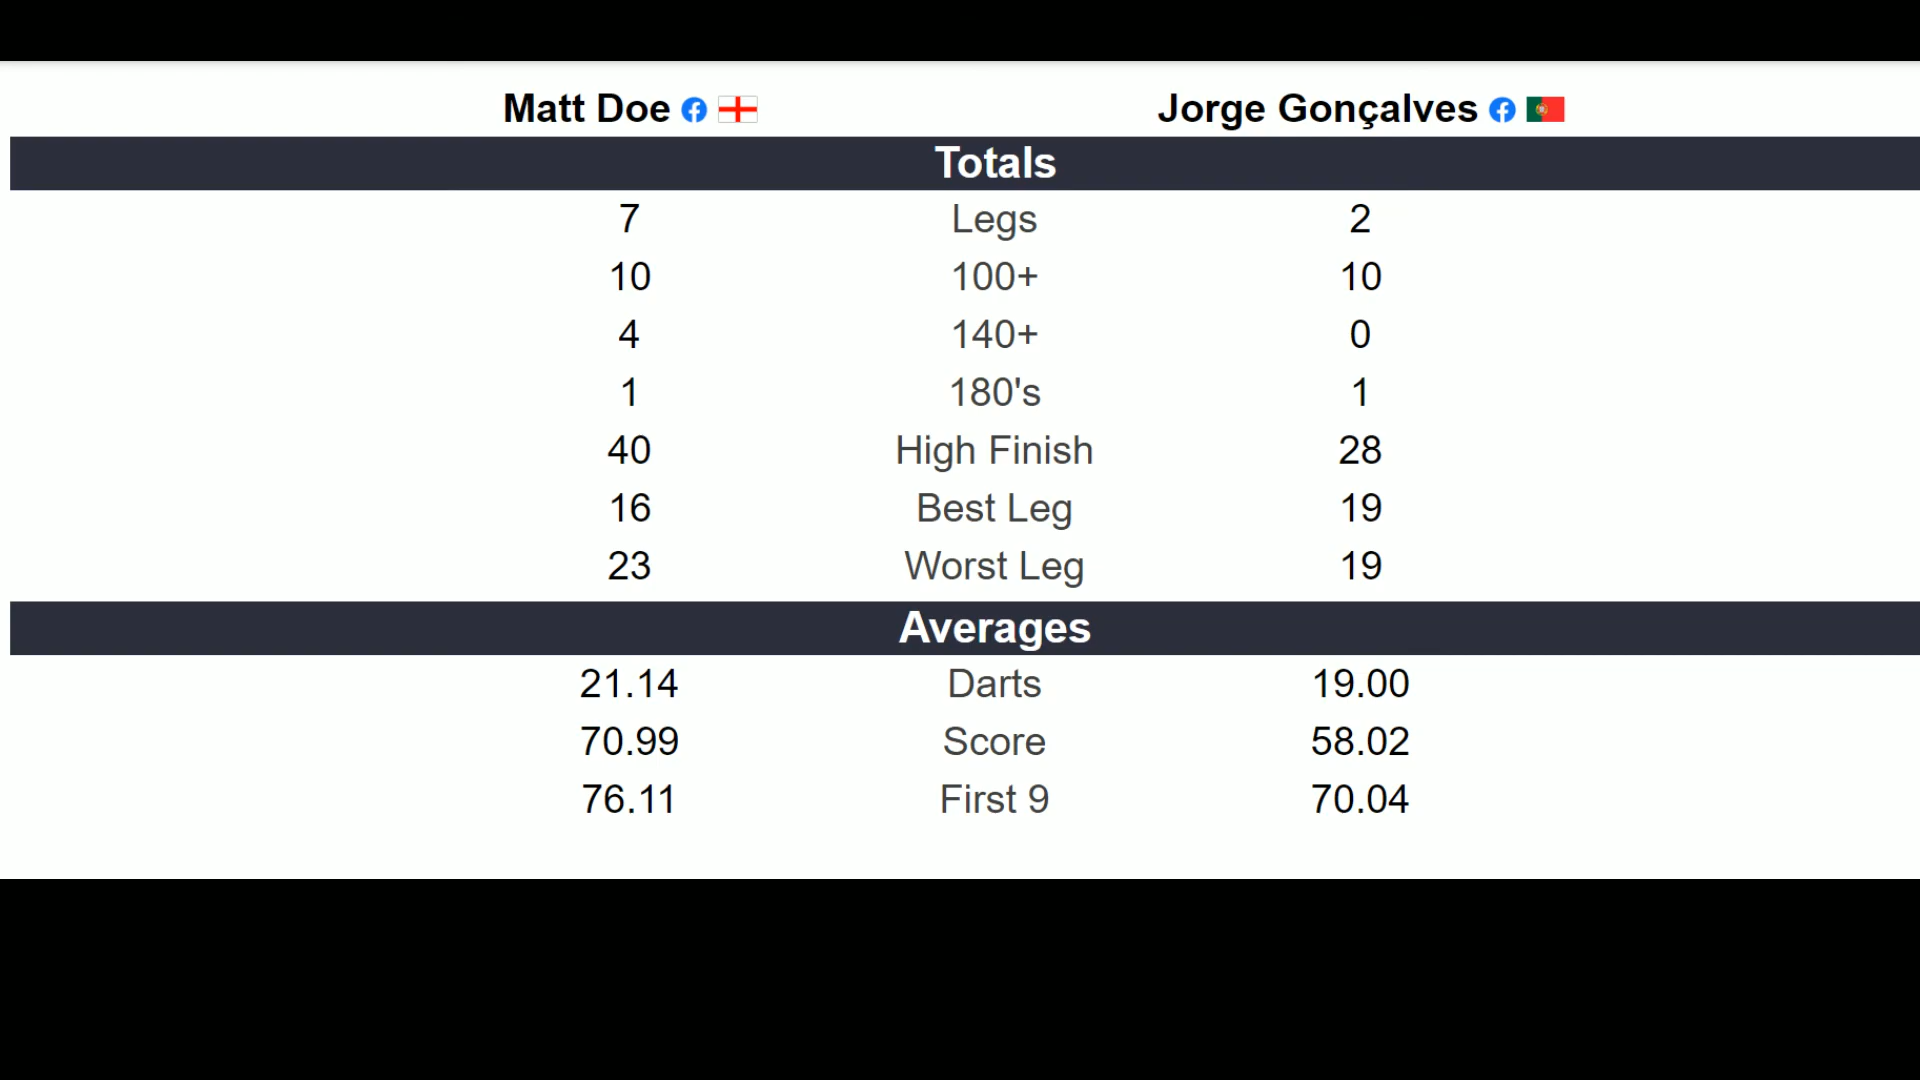 Matt Doe Jorge Gonçalves
Totals
7 Legs 2
10 100+ 10
4 140+ 0
1 180's 1
40 High Finish 28
16 Best Leg 19
23 Worst Leg 19
Averages
21.14 Darts 19.00
70.99 Score 58.02
76.11 First 9 70.04